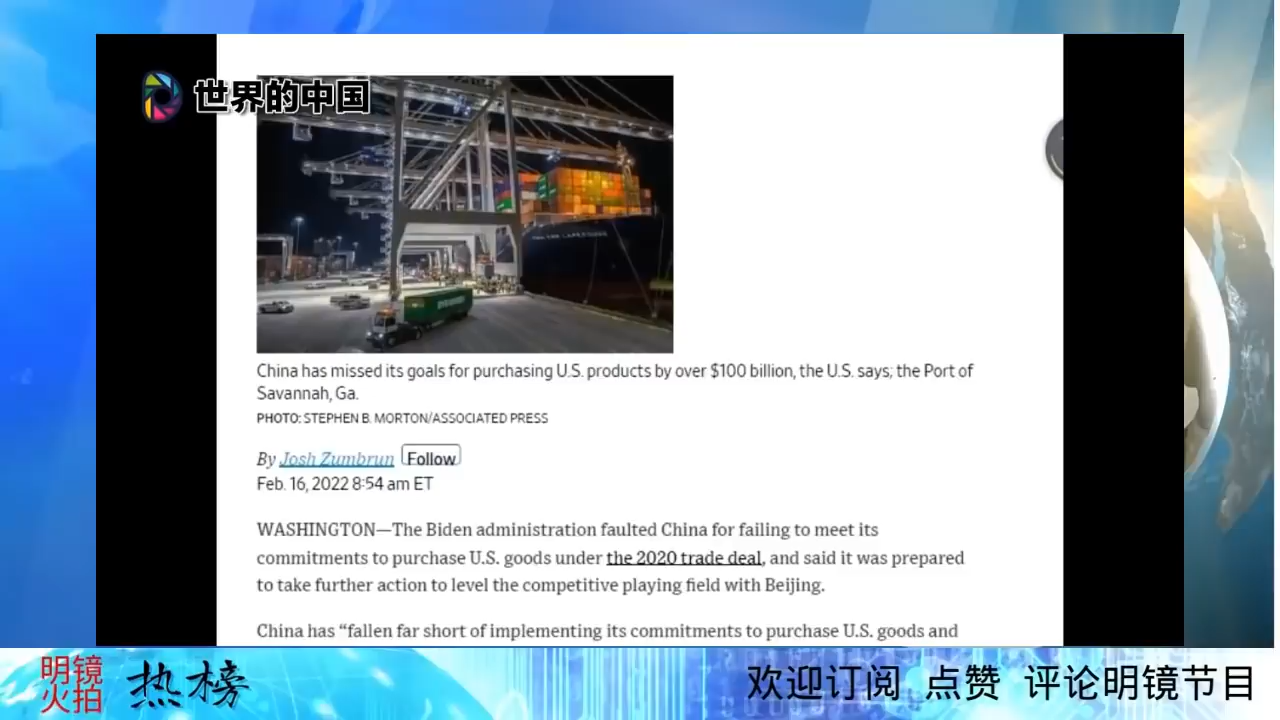 世界的中国
China has missed its goals for purchasing U.S. products by over $100 billion, the U.S. says; the Port of
Savannah, Ga.
PHOTO: STEPHEN B. MORTON/ASSOCIATED PRESS
By Josh Zumbrun Follow
Feb. 16, 2022 8:54 am ET
WASHINGTON—The Biden administration faulted China for failing to meet its
commitments to purchase U.S. goods under the 2020 trade deal, and said it was prepared
to take further action to level the competitive playing field with Beijing.
China has “fallen far short of implementing its commitments to purchase U.S. goods and
明镜
火拍
热榜
欢迎订阅 点赞 评论明镜节目